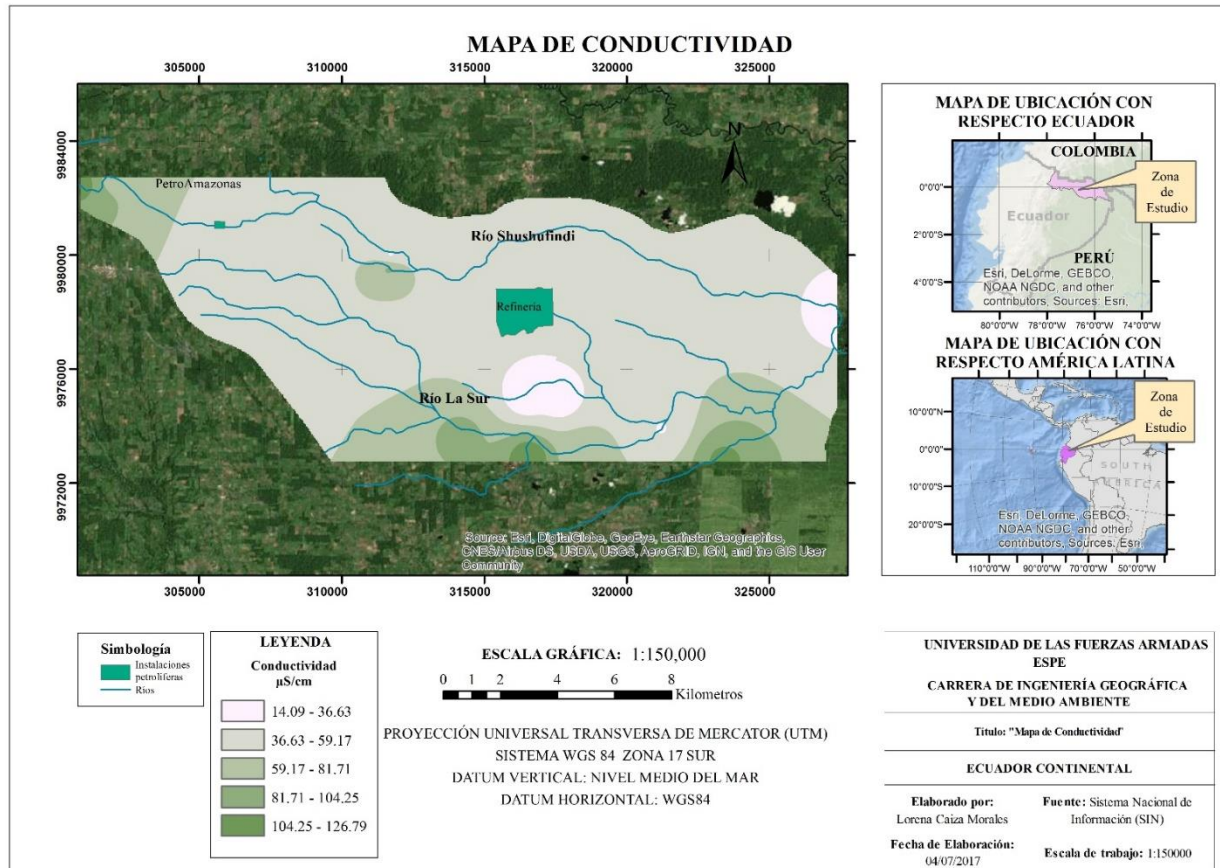 MAPA DE CONDUCTIVIDAD
305000 310000 315000 320000 325000
9984000
9980000
9976000
9972000
N
PetroAmazonas
Río Shushufindi
Refineria
Río La Sur
Source: Esri, DigitalGlobe, GeoEye, Earthstar Geographics,
CNES/Airbus DS, USDA, USGS, AeroGRID, IGN, and the GIS User
Community
305000 310000 315000 320000 325000
MAPA DE UBICACIÓN CON
RESPECTO ECUADOR
COLOMBIA
Zona
de
Estudio
Ecuador
PERÚ
Esri, DeLorme, GEBCO,
NOAA NGDC, and other
contributors, Sources: Esri,
0°0'0"
2°0'0"S
4°0'0"S
80°0'0"W 78°0'0"W 76°0'0"W 74°0'0"W
MAPA DE UBICACIÓN CON
RESPECTO AMÉRICA LATINA
Zona
de
Estudio
10°0'0"N
0°0'0"
10°0'0"S
20°0'0"S
SOUTH
AMERICA
Esri, DeLorme, GEBCO,
NOAA NGDC, and other
contributors, Sources: Esri
110°0'0"W 90°0'0"W 70°0'0"W 50°0'0"W
Simbología
Instalaciones
petroliferas
Rios
LEYENDA
Conductividad
µS/cm
14.09 - 36.63
36.63 - 59.17
59.17 - 81.71
81.71 - 104.25
104.25 - 126.79
ESCALA GRÁFICA: 1:150,000
0 1 2 4 6 8
Kilometros
PROYECCIÓN UNIVERSAL TRANSVERSA DE MERCATOR (UTM)
SISTEMA WGS 84 ZONA 17 SUR
DATUM VERTICAL: NIVEL MEDIO DEL MAR
DATUM HORIZONTAL: WGS84
UNIVERSIDAD DE LAS FUERZAS ARMADAS
ESPE
CARRERA DE INGENIERÍA GEOGRÁFICA
Y DEL MEDIO AMBIENTE
Titulo: "Mapa de Conductividad"
ECUADOR CONTINENTAL
Elaborado por:
Lorena Caiza Morales
Fuente: Sistema Nacional de
Información (SIN)
Fecha de Elaboración:
04/07/2017
Escala de trabajo: 1:150000